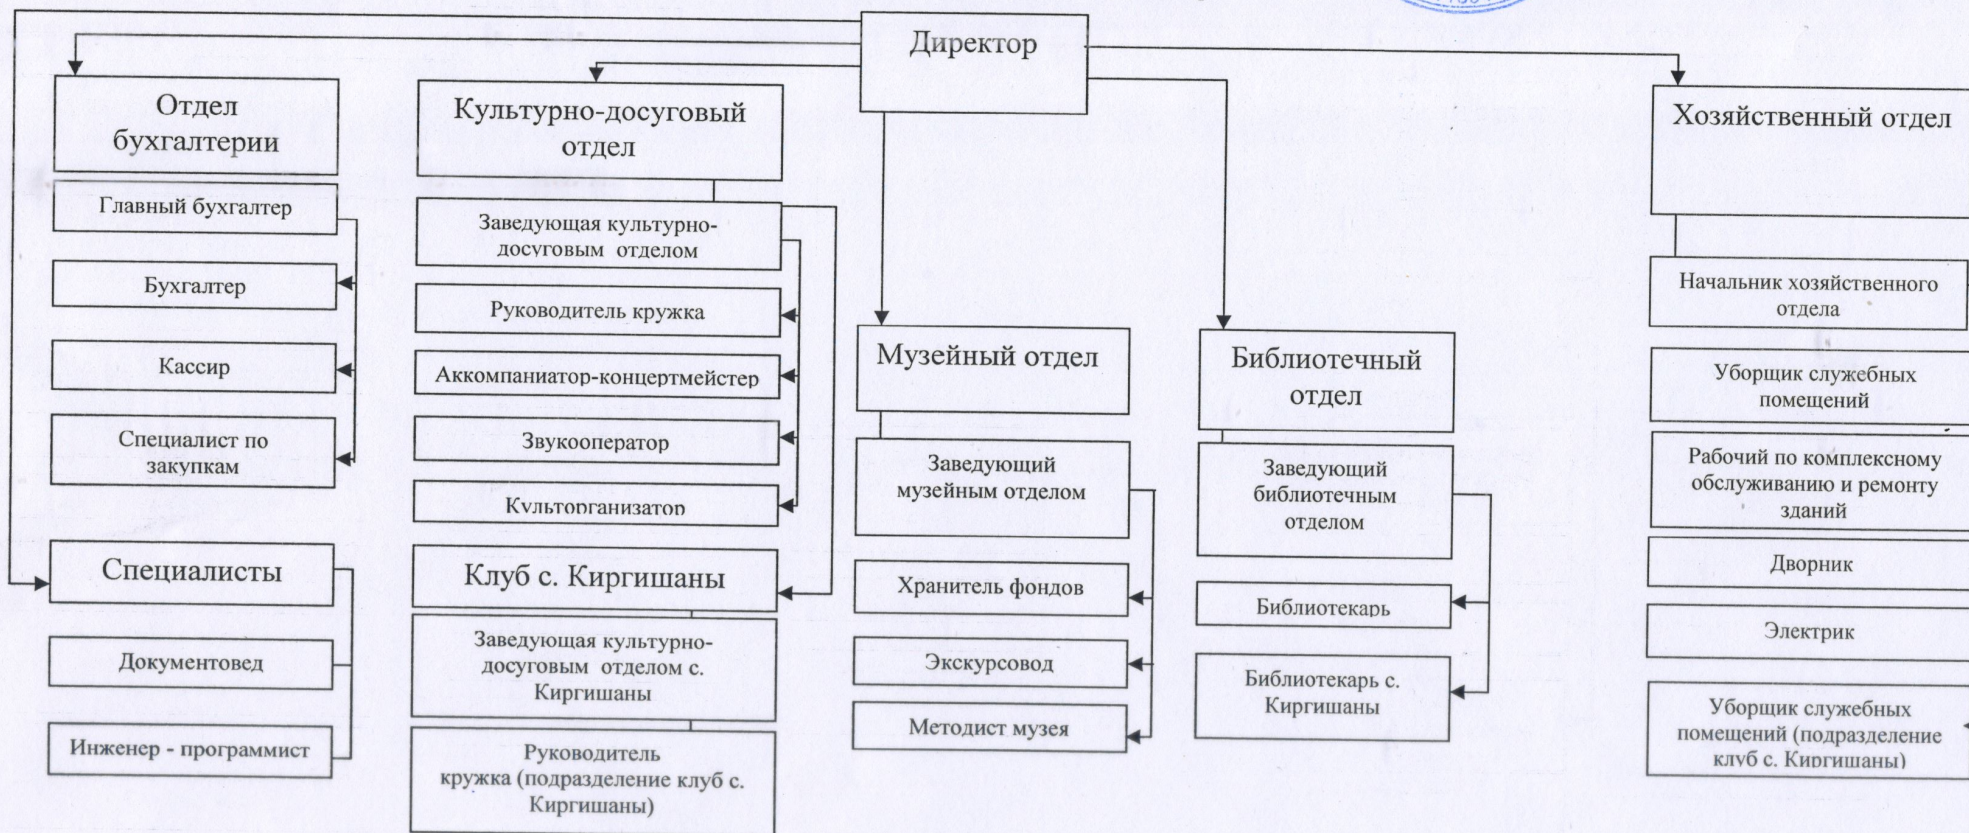 Директор
Отдел
бухгалтерии
Главный бухгалтер
Бухгалтер
Кассир
Специалист по
закупкам
Специалисты
Документовед
Инженер - программист
Культурно-досуговый
отдел
Заведующая культурно-
досуговым отделом
Руководитель кружка
Аккомпаниатор-концертмейстер
Звукооператор
Культорганизатор
Клуб с. Киргишаны
Заведующая культурно-
досуговым отделом с.
Киргишаны
Руководитель
кружка (подразделение клуб с.
Киргишаны)
Музейный отдел
Заведующий
музейным отделом
Хранитель фондов
Экскурсовод
Методист музея
Библиотечный
отдел
Заведующий
библиотечным
отделом
Библиотекарь
Библиотекарь с.
Киргишаны
Хозяйственный отдел
Начальник хозяйственного
отдела
Уборщик служебных
помещений
Рабочий по комплексному
обслуживанию и ремонту
зданий
Дворник
Электрик
Уборщик служебных
помещений (подразделение
клуб с. Киргишаны)